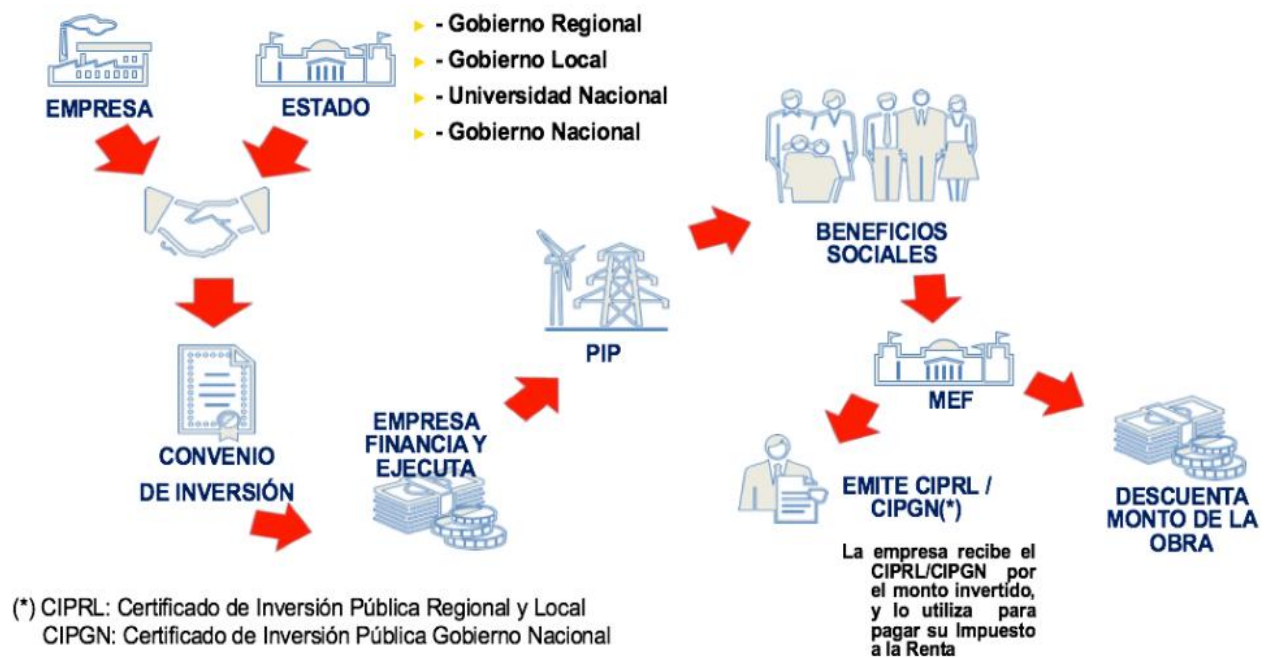 EMPRESA
ESTADO
- Gobierno Regional
- Gobierno Local
- Universidad Nacional
- Gobierno Nacional
CONVENIO
DE INVERSIÓN
EMPRESA
FINANCIA Y
EJECUTA
PIP
BENEFICIOS
SOCIALES
MEF
EMITE CIPRL /
CIPGN(*)
La empresa recibe el
CIPRL/CIPGN por
el monto invertido,
y lo utiliza para
pagar su Impuesto
a la Renta
DESCUENTA
MONTO DE LA
OBRA
(*) CIPRL: Certificado de Inversión Pública Regional y Local
CIPGN: Certificado de Inversión Pública Gobierno Nacional